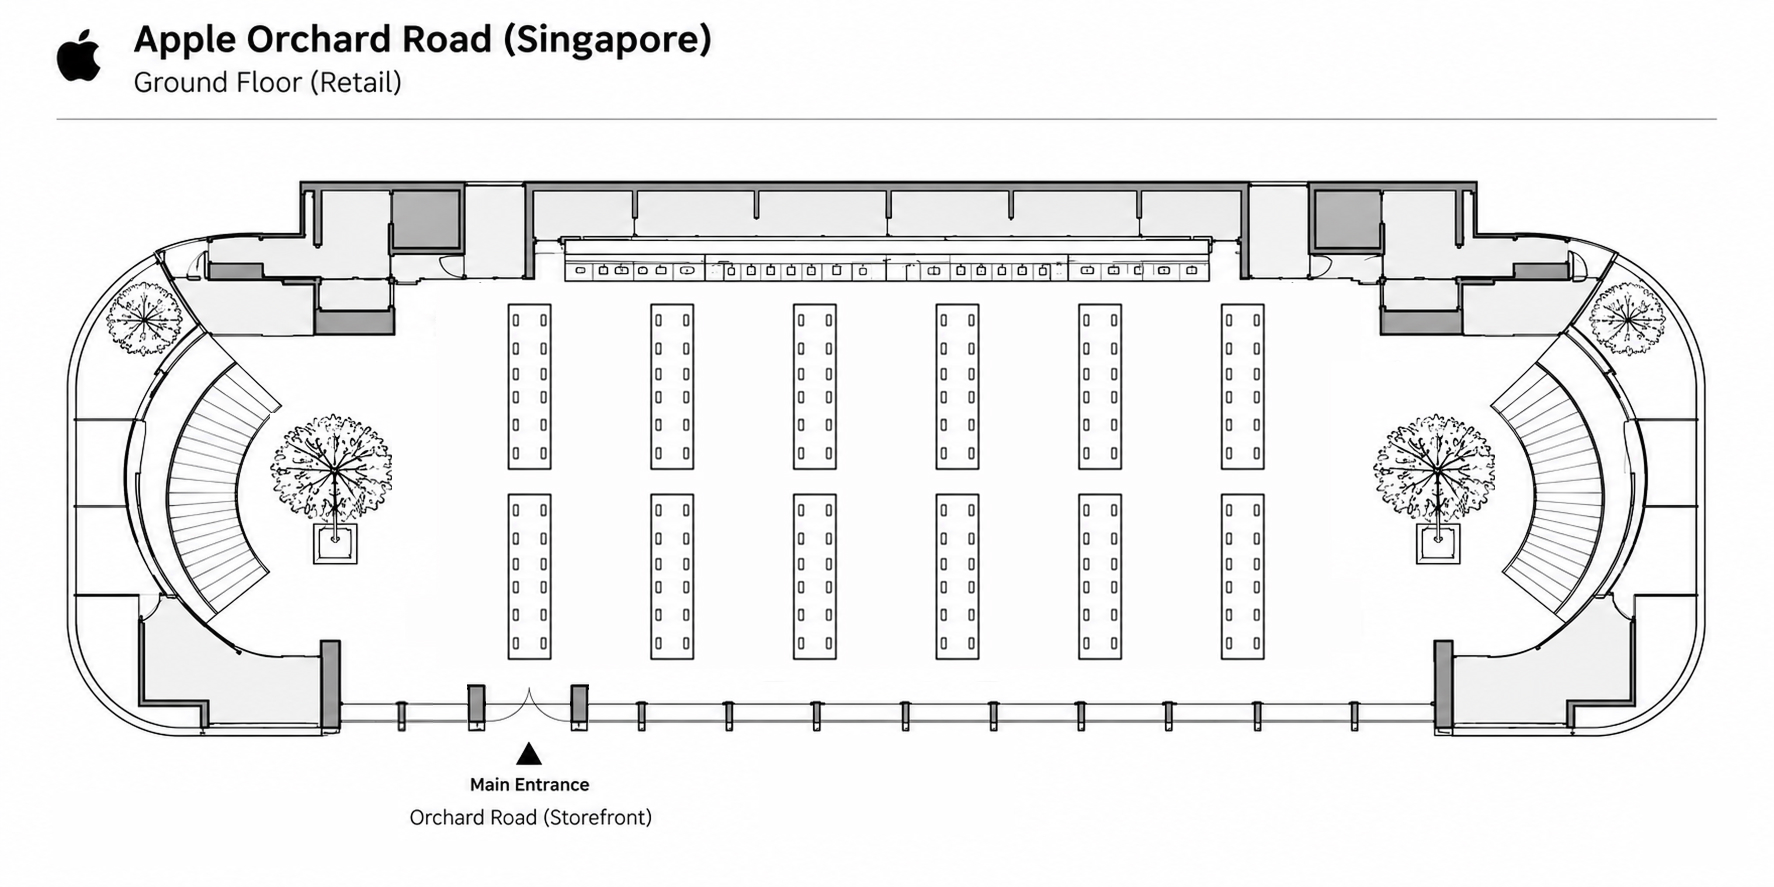 Apple Orchard Road (Singapore)
Ground Floor (Retail)
Main Entrance
Orchard Road (Storefront)